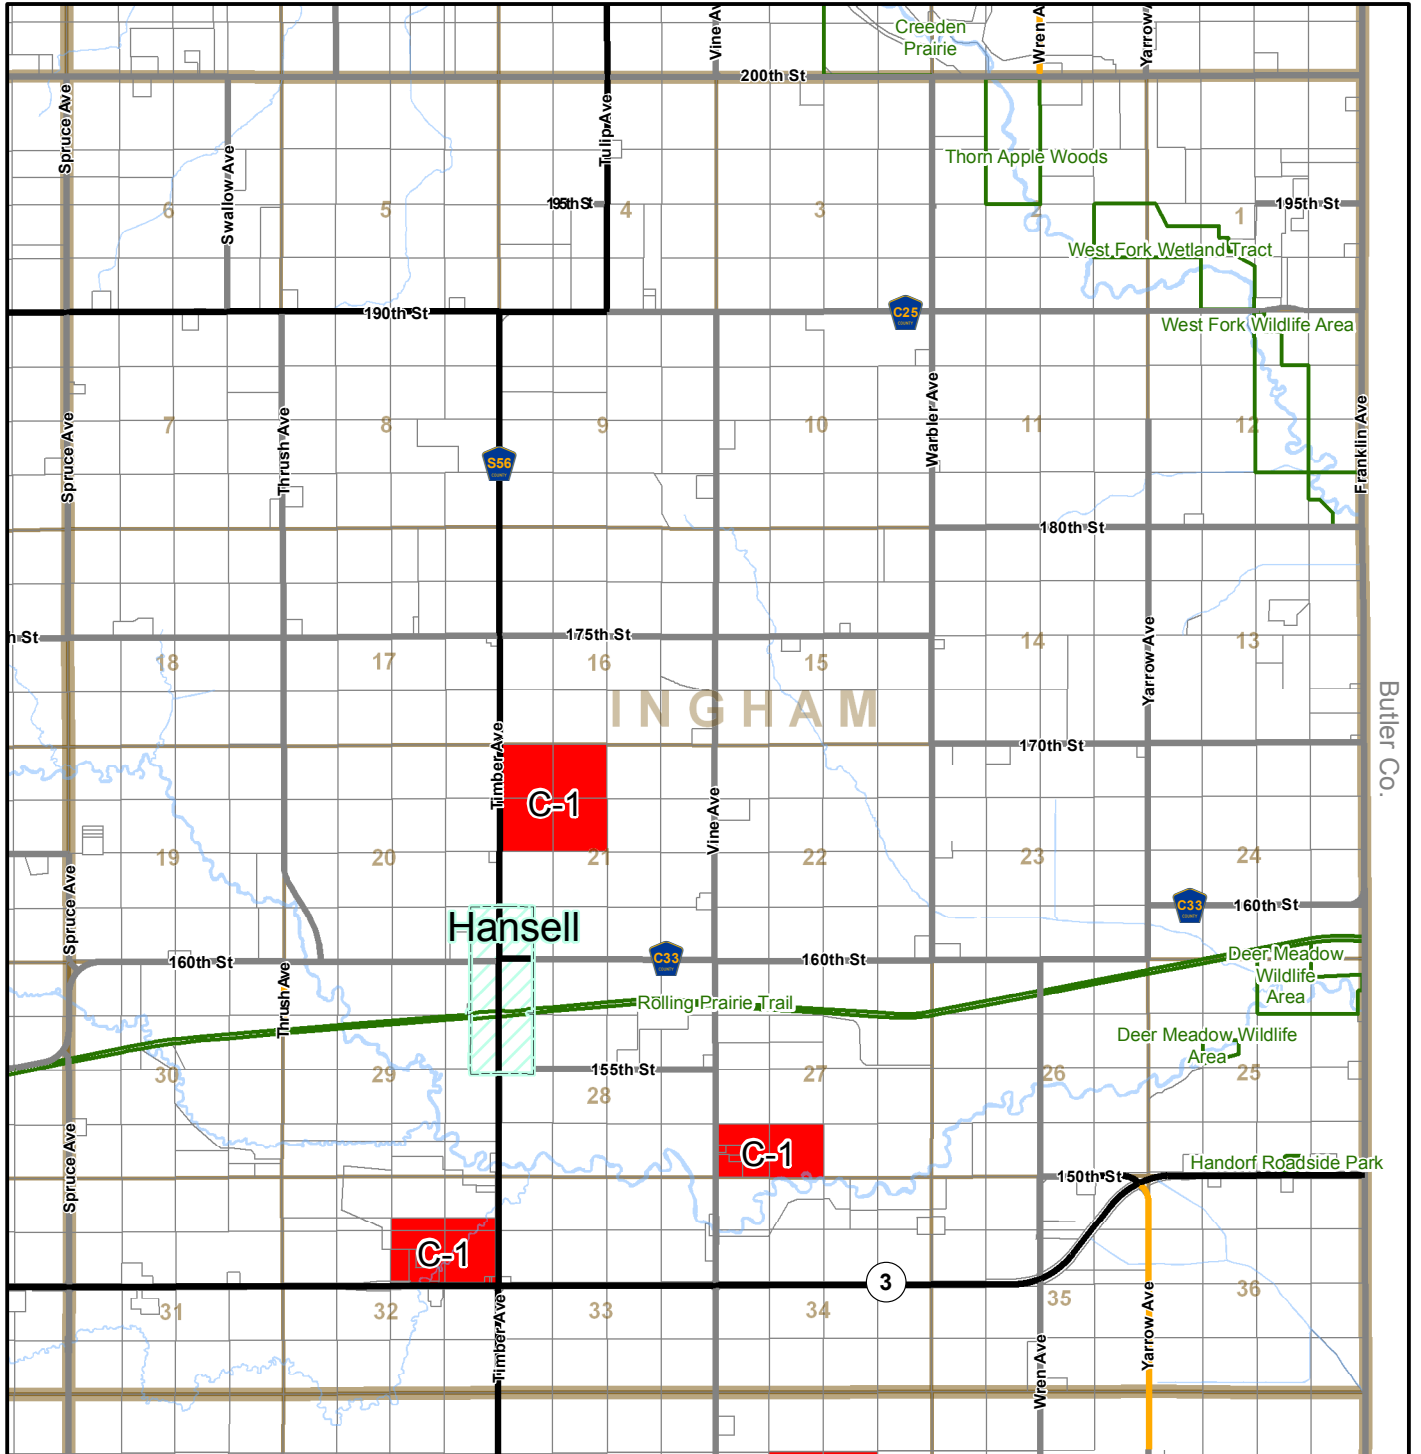 Creeden
Prairie
Vine Av
Wren A
Yarrow
200th St
Spruce Ave
Swallow Ave
Tulip Ave
Thorn Apple Woods
195th St
195th St
6
5
4
3
2
1
West Fork Wetland Tract
190th St
C25
COUNTY
West Fork Wildlife Area
Spruce Ave
Thrush Ave
Warbler Ave
Franklin Ave
7
8
9
10
11
12
S56
COUNTY
180th St
h St
175th St
18
17
16
15
14
13
INGHAM
Yarrow Ave
Butler Co.
Timber Ave
170th St
C-1
Vine Ave
19
20
21
22
23
24
Spruce Ave
C33
COUNTY
160th St
Hansell
160th St
C33
COUNTY
160th St
Deer Meadow
Wildlife
Area
Thrush Ave
Rolling Prairie Trail
Deer Meadow Wildlife
Area
155th St
30
29
28
27
26
25
Spruce Ave
C-1
150th St
Handorf Roadside Park
C-1
3
31
32
33
34
35
36
Timber Ave
Wren Ave
Yarrow Ave